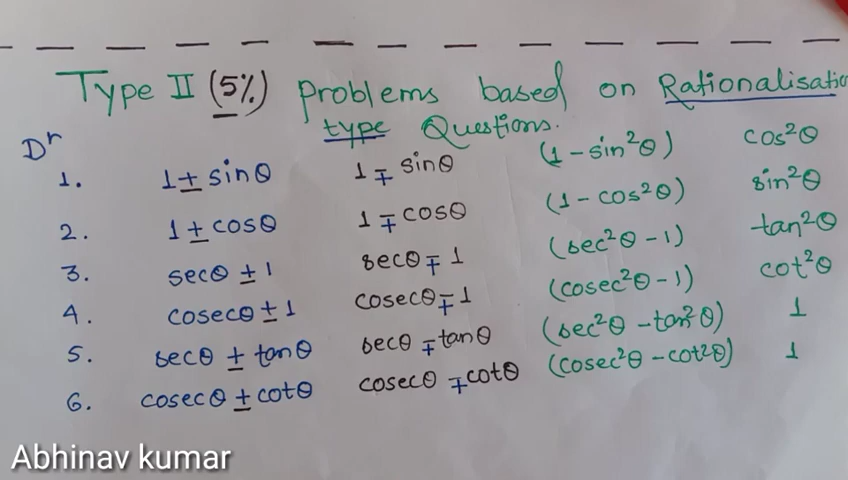 Type II (5%) problems based on Rationalisatio
type Questions.
Dʳ
1. 1 ± sinθ 1 ∓ sinθ (1 - sin²θ) cos²θ
2. 1 ± cosθ 1 ∓ cosθ (1 - cos²θ) sin²θ
3. secθ ± 1 secθ ∓ 1 (sec²θ - 1) tan²θ
4. cosecθ ± 1 cosecθ ∓ 1 (cosec²θ - 1) cot²θ
5. secθ ± tanθ secθ ∓ tanθ (sec²θ - tan²θ) 1
6. cosecθ ± cotθ cosecθ ∓ cotθ (cosec²θ - cot²θ) 1
Abhinav kumar